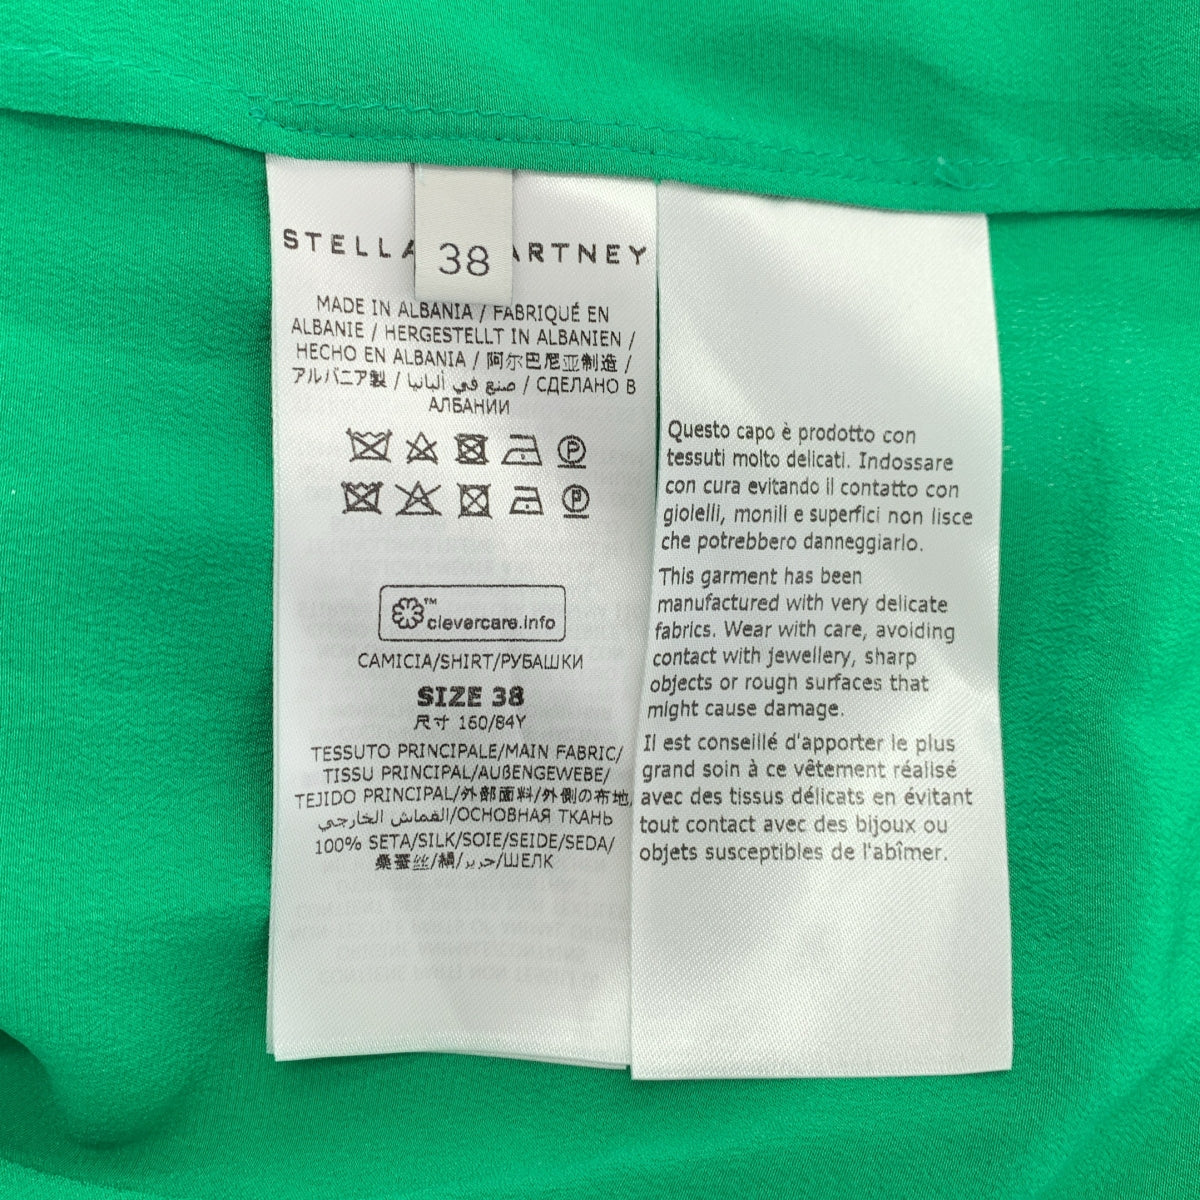 STELLA ARTNEY
38
MADE IN ALBANIA / FABRIQUÉ EN
ALBANIE / HERGESTELLT IN ALBANIEN /
HECHO EN ALBANIA / 阿尔巴尼亚制造 /
アルバニア製 / صنع في ألبانيا / СДЕЛАНО В
АЛБАНИИ
P
P
™
clevercare.info
CAMICIA/SHIRT/РУБАШКИ
SIZE 38
尺寸 160/84Y
TESSUTO PRINCIPALE/MAIN FABRIC/
TISSU PRINCIPAL/AUßENGEWEBE/
TEJIDO PRINCIPAL/外部面料/外側の布地/
القماش الخارجي/ОСНОВНАЯ ТКАНЬ
100% SETA/SILK/SOIE/SEIDE/SEDA/
桑蚕丝/絹/حرير/ШЕЛК
Questo capo è prodotto con
tessuti molto delicati. Indossare
con cura evitando il contatto con
gioielli, monili e superfici non lisce
che potrebbero danneggiarlo.
This garment has been
manufactured with very delicate
fabrics. Wear with care, avoiding
contact with jewellery, sharp
objects or rough surfaces that
might cause damage.
Il est conseillé d'apporter le plus
grand soin à ce vêtement réalisé
avec des tissus délicats en évitant
tout contact avec des bijoux ou
objets susceptibles de l'abîmer.